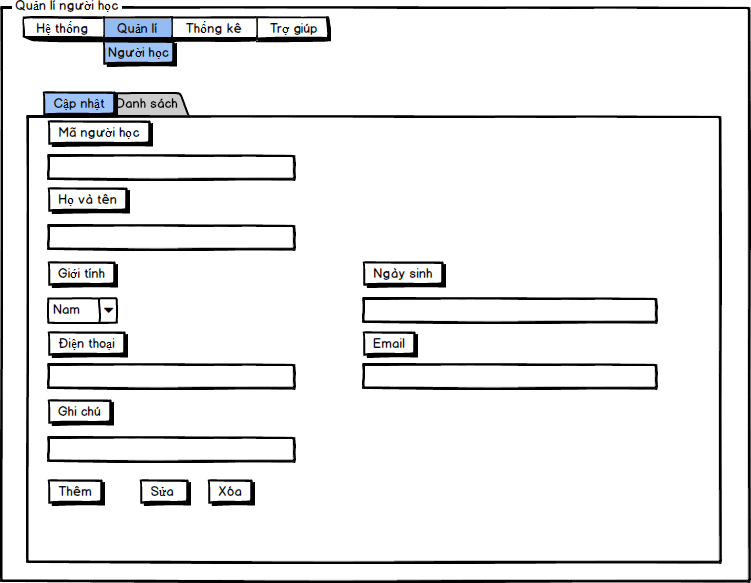 Quản lí người học
Hệ thống Quản lí Thống kê Trợ giúp
Người học
Cập nhật Danh sách
Mã người học
Họ và tên
Giới tính Ngày sinh
Nam
Điện thoại Email
Ghi chú
Thêm Sửa Xóa